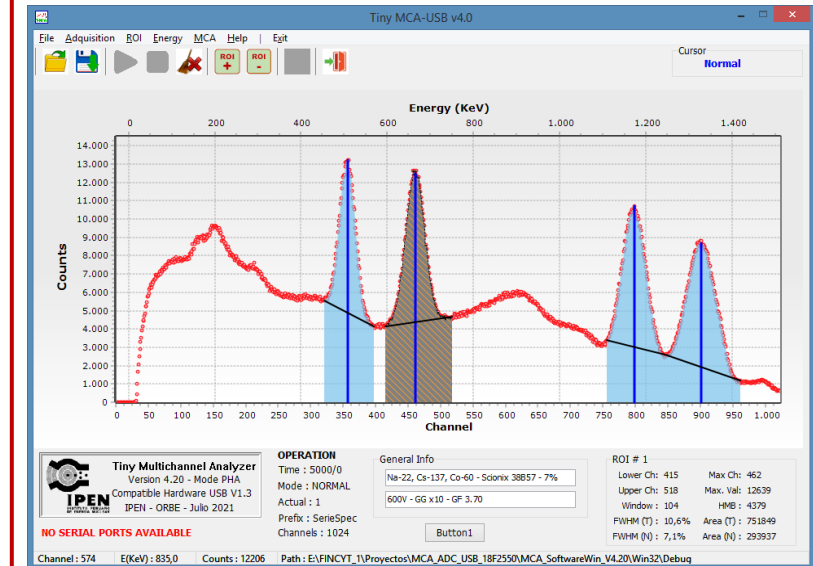 Tiny MCA-USB v4.0
File Adquisition ROI Energy MCA Help | Exit
ROI + ROI -
Cursor
Normal
Energy (KeV)
0 200 400 600 800 1.000 1.200 1.400
Counts
14.000
13.000
12.000
11.000
10.000
9.000
8.000
7.000
6.000
5.000
4.000
3.000
2.000
1.000
0
0 50 100 150 200 250 300 350 400 450 500 550 600 650 700 750 800 850 900 950 1.000
Channel
IPEN
Tiny Multichannel Analyzer
Version 4.20 - Mode PHA
Compatible Hardware USB V1.3
IPEN - ORBE - Julio 2021
NO SERIAL PORTS AVAILABLE
OPERATION
Time : 5000/0
Mode : NORMAL
Actual : 1
Prefix : SerieSpec
Channels : 1024
General Info
Na-22, Cs-137, Co-60 - Scionix 38B57 - 7%
600V - GG x10 - GF 3.70
Button1
ROI # 1
Lower Ch: 415 Max Ch: 462
Upper Ch: 518 Max. Val: 12639
Window : 104 HMB : 4379
FWHM (T) : 10,6% Area (T) : 751849
FWHM (N) : 7,1% Area (N) : 293937
Channel : 574 E(KeV) : 835,0 Counts : 12206 Path : E:\FINCYT_1\Proyectos\MCA_ADC_USB_18F2550\MCA_SoftwareWin_V4.20\Win32\Debug